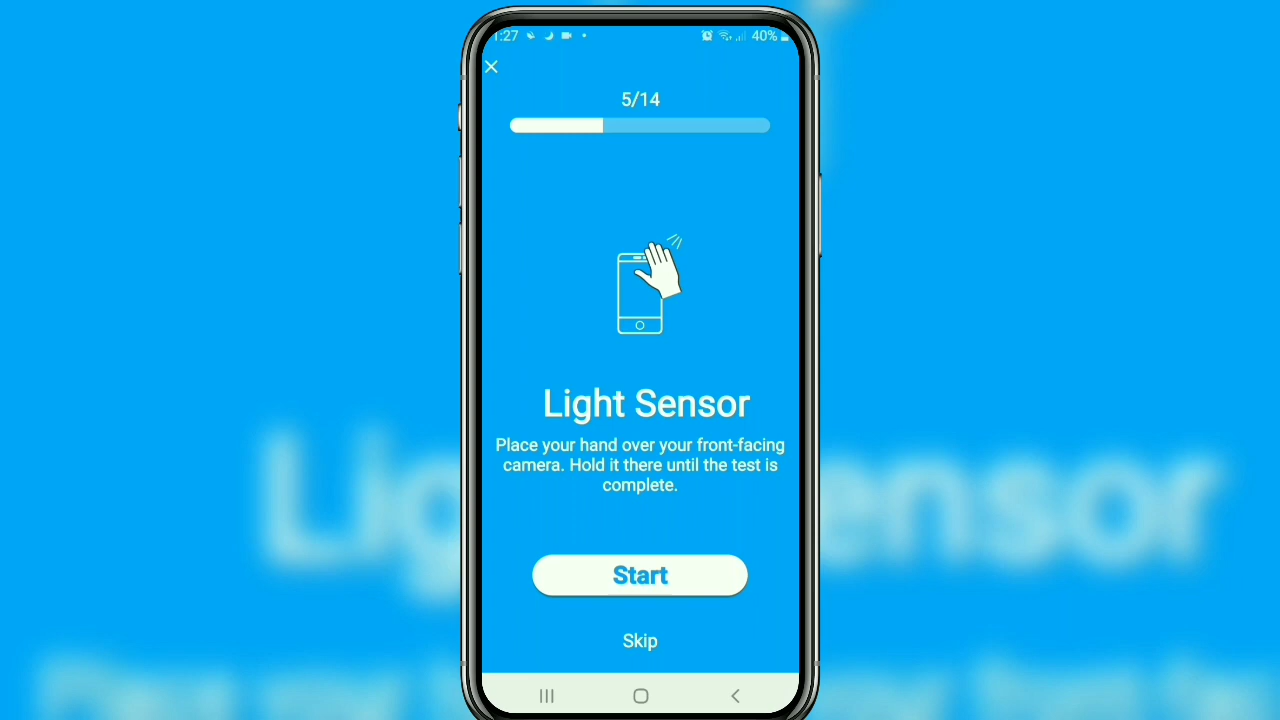 1:27 40%
5/14
Light Sensor
Place your hand over your front-facing
camera. Hold it there until the test is
complete.
Start
Skip